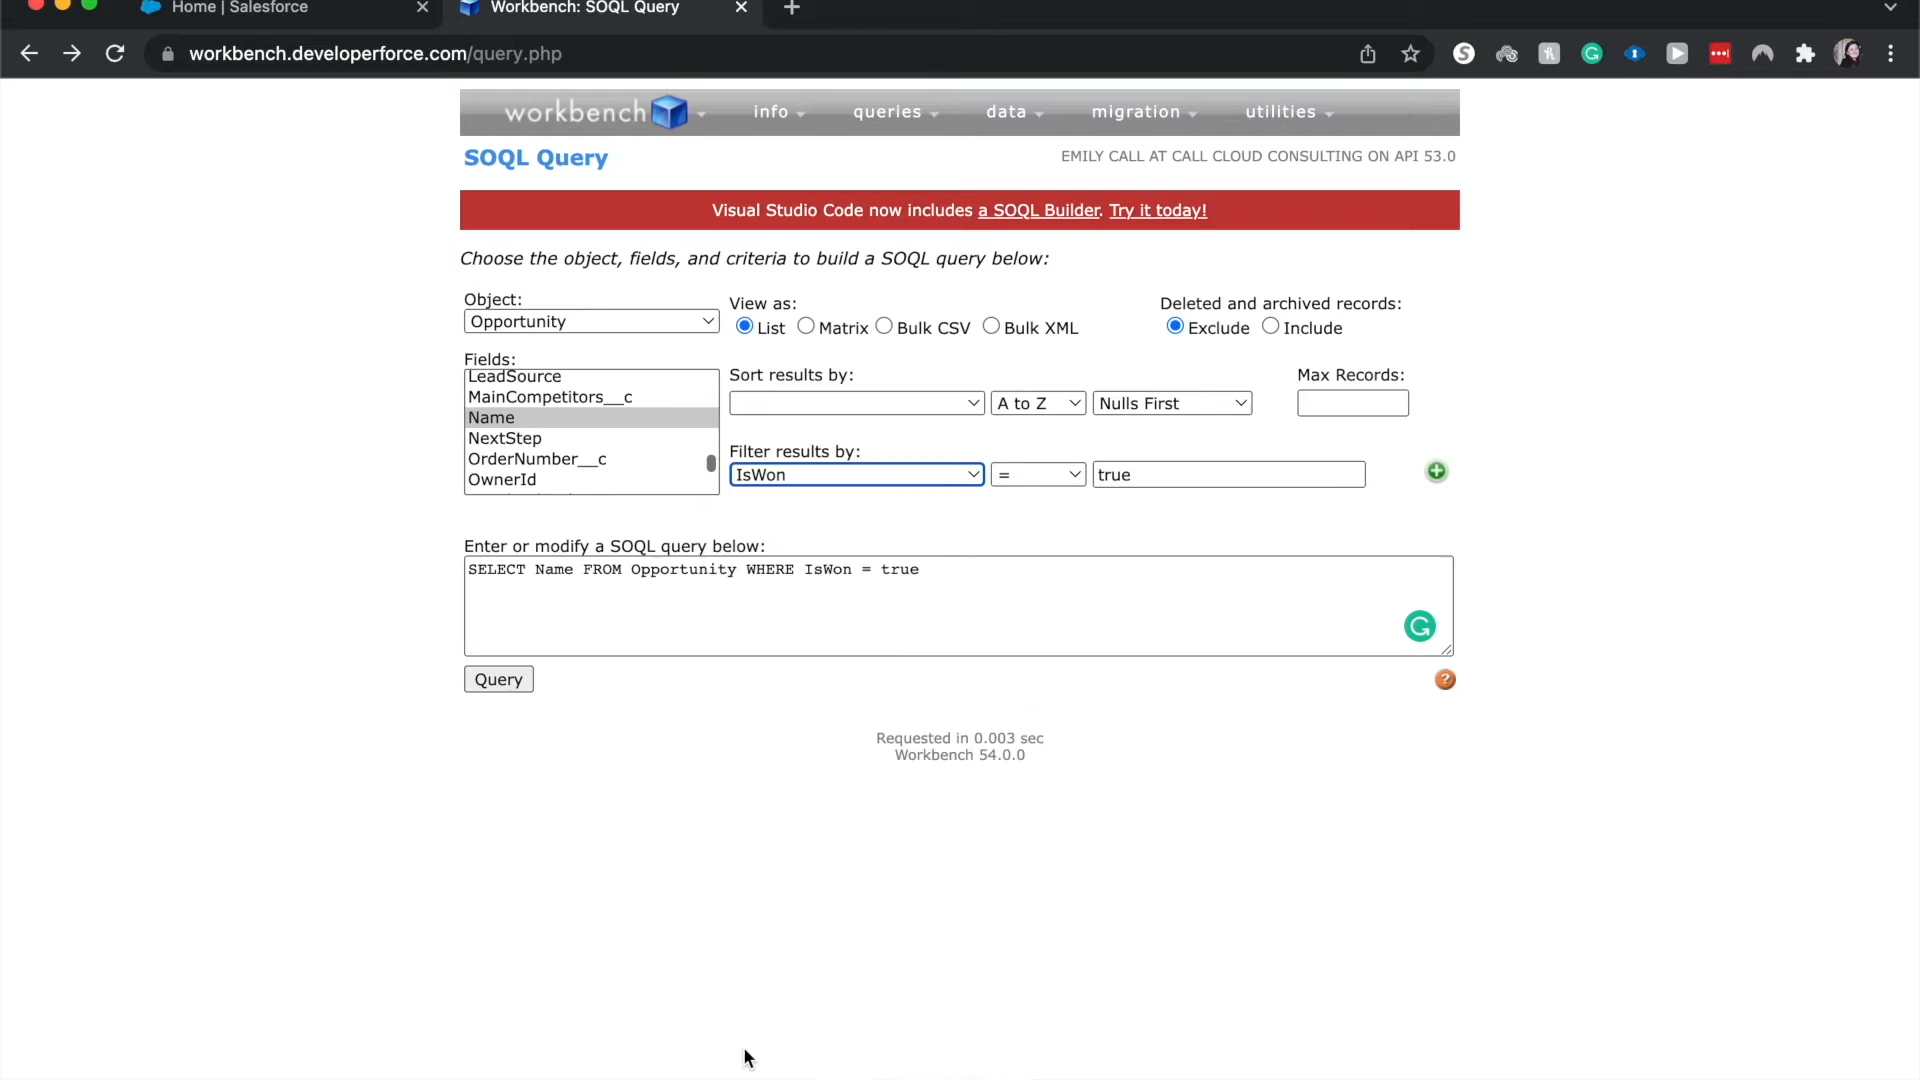 Home | Salesforce
Workbench: SOQL Query
workbench.developerforce.com/query.php
workbench info queries data migration utilities
SOQL Query
EMILY CALL AT CALL CLOUD CONSULTING ON API 53.0
Visual Studio Code now includes a SOQL Builder. Try it today!
Choose the object, fields, and criteria to build a SOQL query below:
Object:
Opportunity
View as:
List Matrix Bulk CSV Bulk XML
Deleted and archived records:
Exclude Include
Fields:
LeadSource
MainCompetitors__c
Name
NextStep
OrderNumber__c
OwnerId
Sort results by:
A to Z Nulls First
Max Records:
Filter results by:
IsWon = true
Enter or modify a SOQL query below:
SELECT Name FROM Opportunity WHERE IsWon = true
Query
Requested in 0.003 sec
Workbench 54.0.0